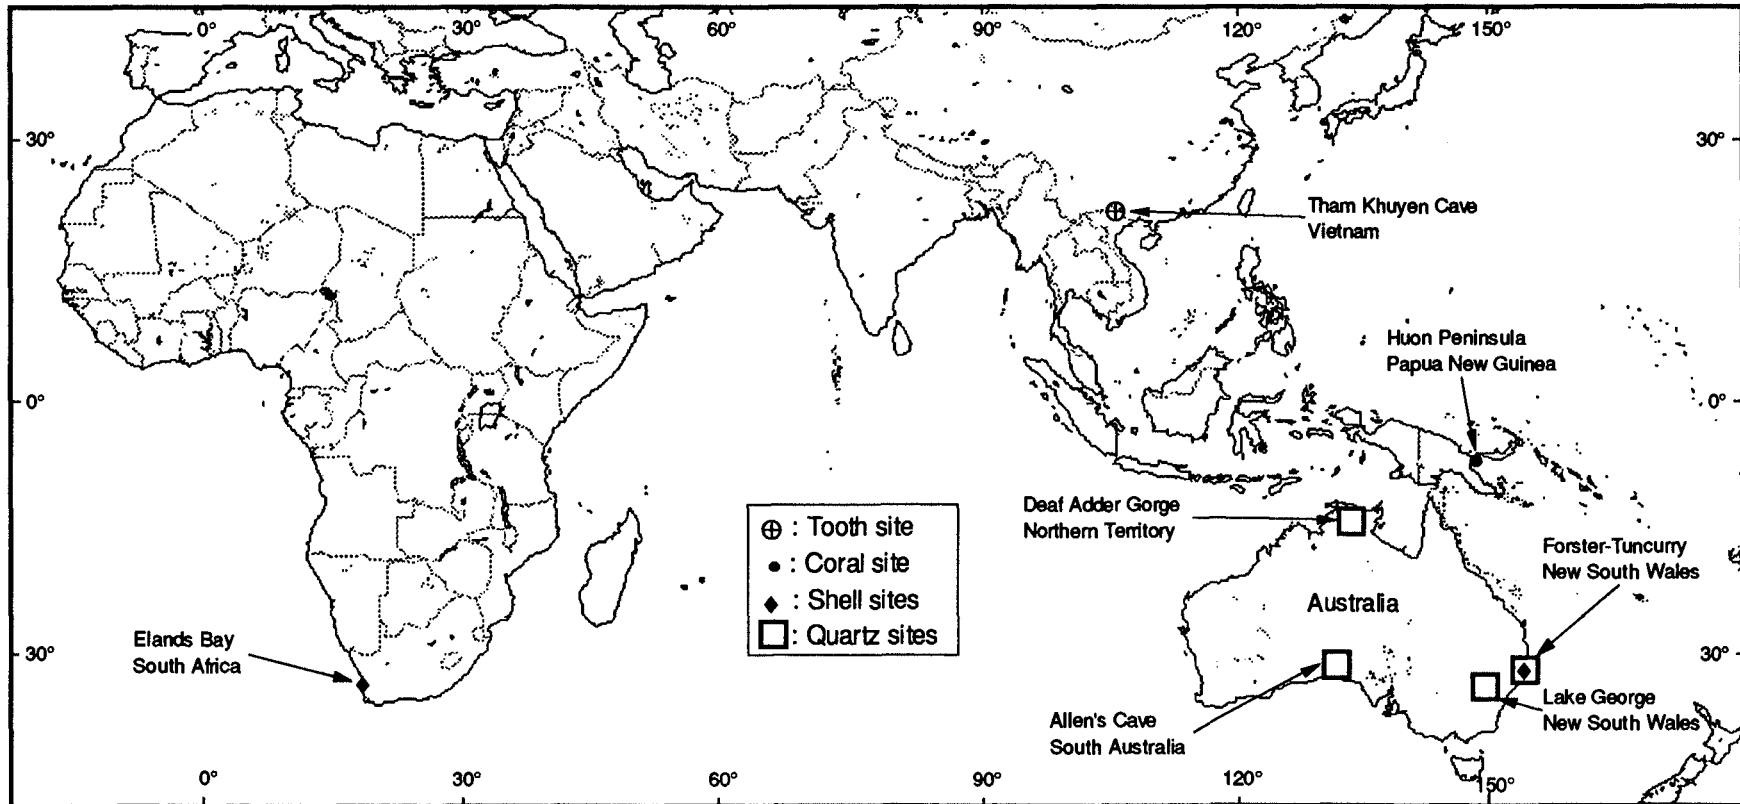 0° 30° 60° 90° 120° 150°
30° 30°
Tham Khuyen Cave
Vietnam
Huon Peninsula
Papua New Guinea
0° 0°
Deaf Adder Gorge
Northern Territory
: Tooth site
: Coral site
: Shell sites
: Quartz sites
Forster-Tuncurry
New South Wales
Australia
Elands Bay
South Africa
30° 30°
Lake George
New South Wales
Allen's Cave
South Australia
0° 30° 60° 90° 120° 150°